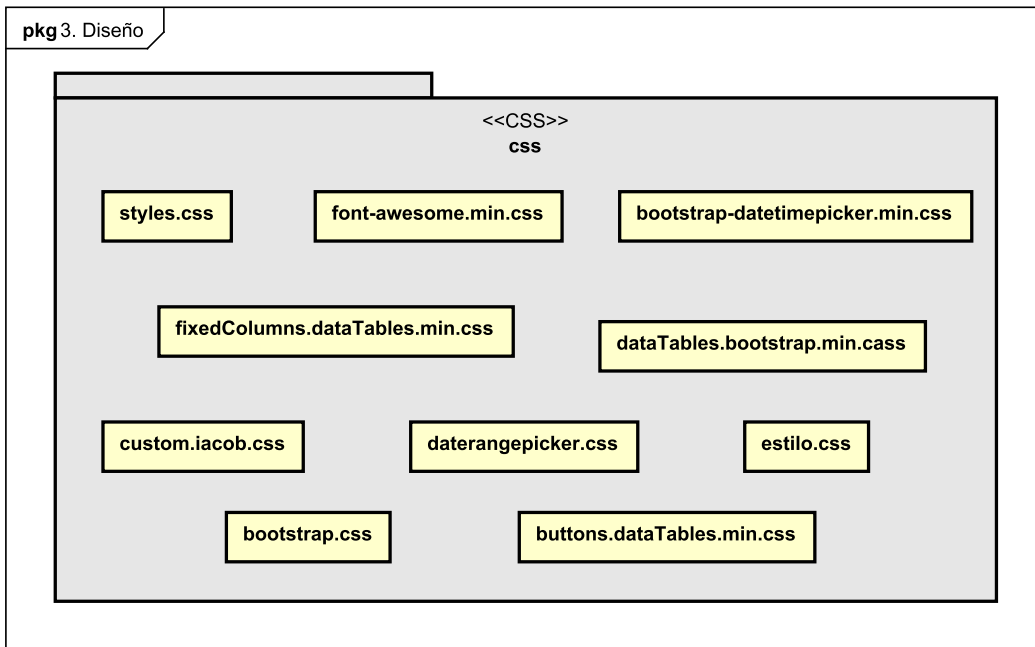 pkg 3. Diseño
<<CSS>>
css
styles.css
font-awesome.min.css
bootstrap-datetimepicker.min.css
fixedColumns.dataTables.min.css
dataTables.bootstrap.min.cass
custom.iacob.css
daterangepicker.css
estilo.css
bootstrap.css
buttons.dataTables.min.css